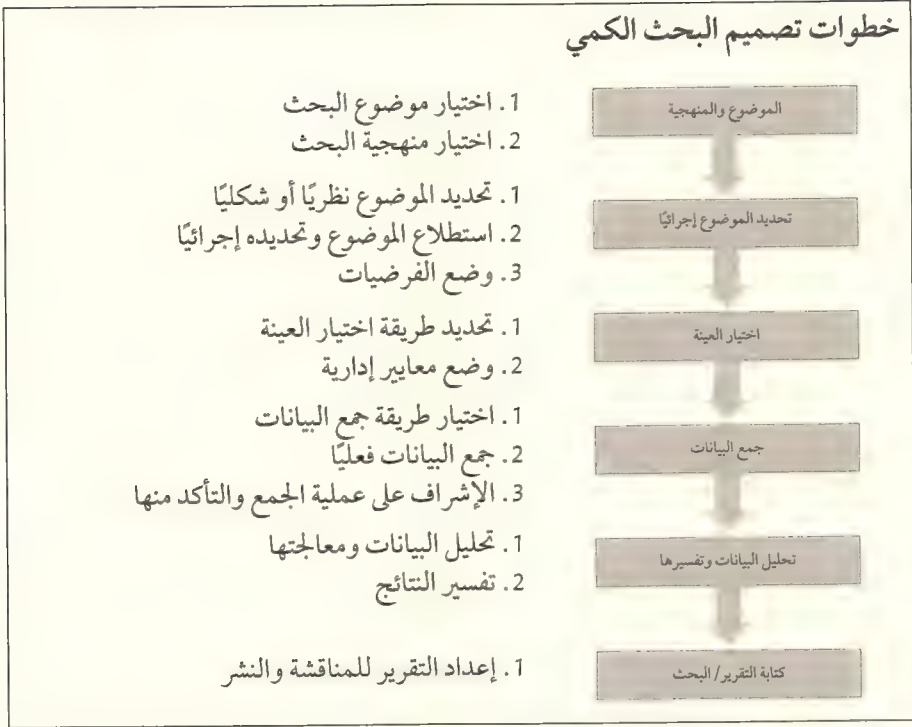 خطوات تصميم البحث الكمي
الموضوع والمنهجية
1. اختيار موضوع البحث
2. اختيار منهجية البحث
تحديد الموضوع إجرائيًا
1. تحديد الموضوع نظريًا أو شكليًا
2. استطلاع الموضوع وتحديده إجرائيًا
3. وضع الفرضيات
اختيار العينة
1. تحديد طريقة اختيار العينة
2. وضع معايير إدارية
جمع البيانات
1. اختيار طريقة جمع البيانات
2. جمع البيانات فعليًا
3. الإشراف على عملية الجمع والتأكد منها
تحليل البيانات وتفسيرها
1. تحليل البيانات ومعالجتها
2. تفسير النتائج
كتابة التقرير/ البحث
1. إعداد التقرير للمناقشة والنشر